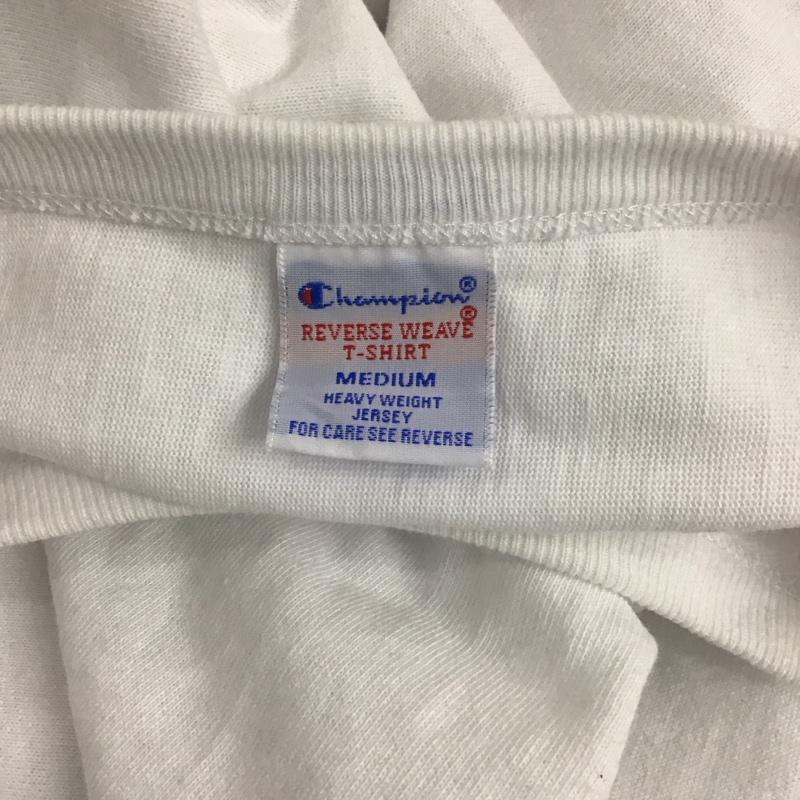 Champion®
REVERSE WEAVE®
T-SHIRT
MEDIUM
HEAVY WEIGHT
JERSEY
FOR CARE SEE REVERSE